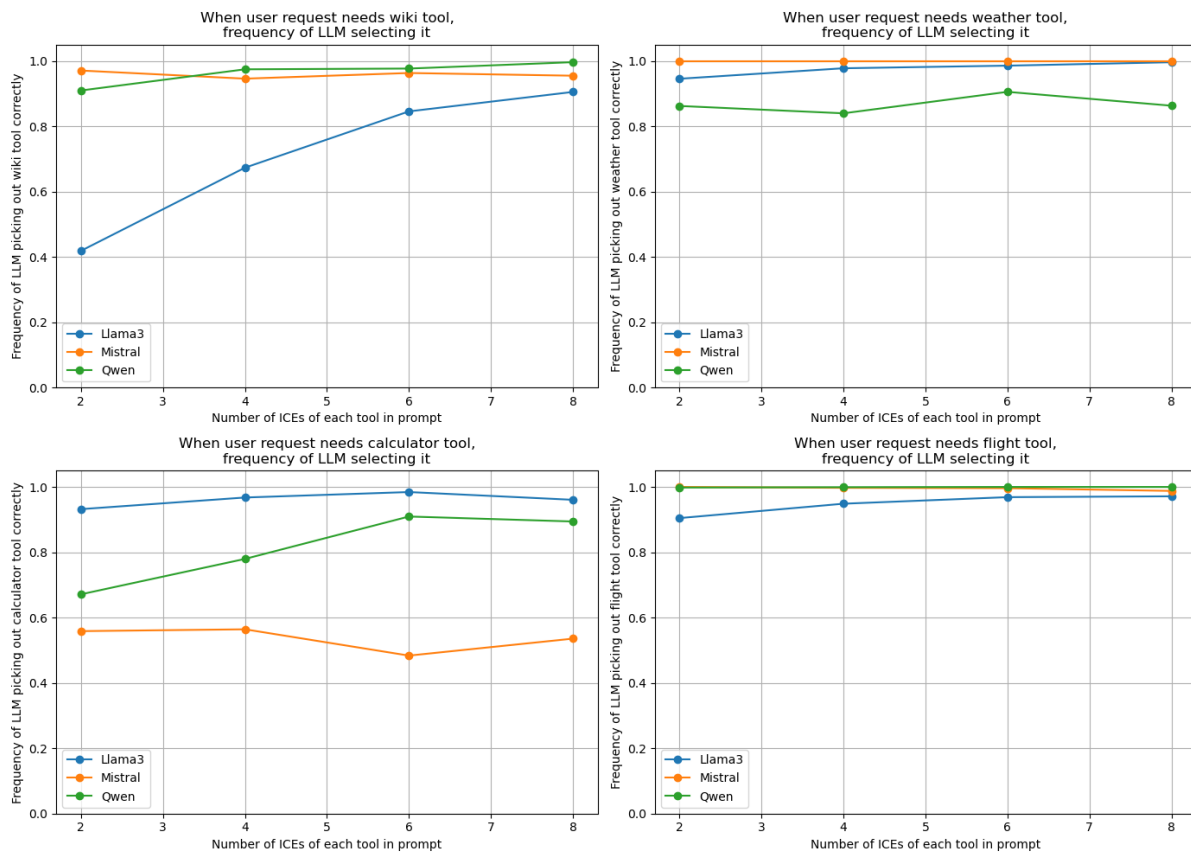 When user request needs wiki tool,
frequency of LLM selecting it
Frequency of LLM picking out wiki tool correctly
1.0
0.8
0.6
0.4
0.2
0.0
Llama3
Mistral
Qwen
2 3 4 5 6 7 8
Number of ICEs of each tool in prompt
When user request needs weather tool,
frequency of LLM selecting it
Frequency of LLM picking out weather tool correctly
1.0
0.8
0.6
0.4
0.2
0.0
Llama3
Mistral
Qwen
2 3 4 5 6 7 8
Number of ICEs of each tool in prompt
When user request needs calculator tool,
frequency of LLM selecting it
Frequency of LLM picking out calculator tool correctly
1.0
0.8
0.6
0.4
0.2
0.0
Llama3
Mistral
Qwen
2 3 4 5 6 7 8
Number of ICEs of each tool in prompt
When user request needs flight tool,
frequency of LLM selecting it
Frequency of LLM picking out flight tool correctly
1.0
0.8
0.6
0.4
0.2
0.0
Llama3
Mistral
Qwen
2 3 4 5 6 7 8
Number of ICEs of each tool in prompt